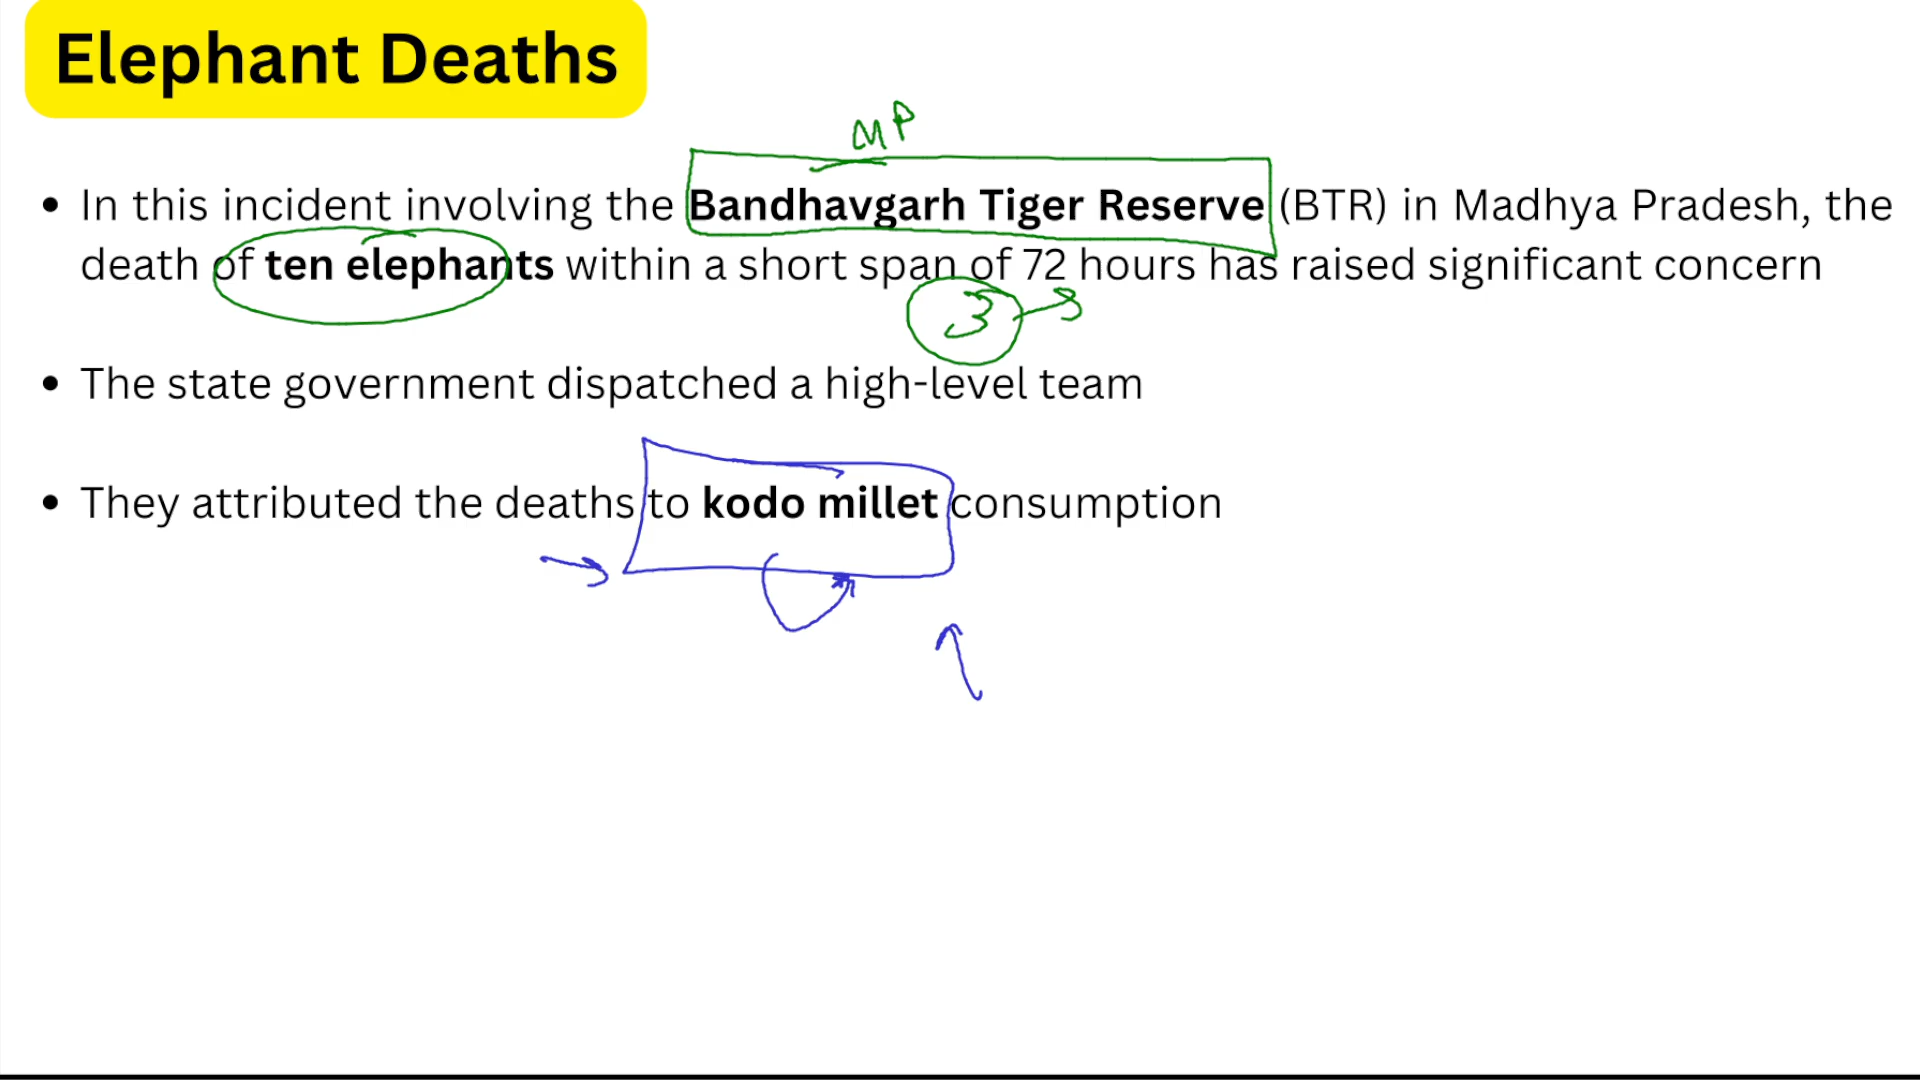 Elephant Deaths
MP
• In this incident involving the Bandhavgarh Tiger Reserve (BTR) in Madhya Pradesh, the
death of ten elephants within a short span of 72 hours has raised significant concern
3
• The state government dispatched a high-level team
• They attributed the deaths to kodo millet consumption